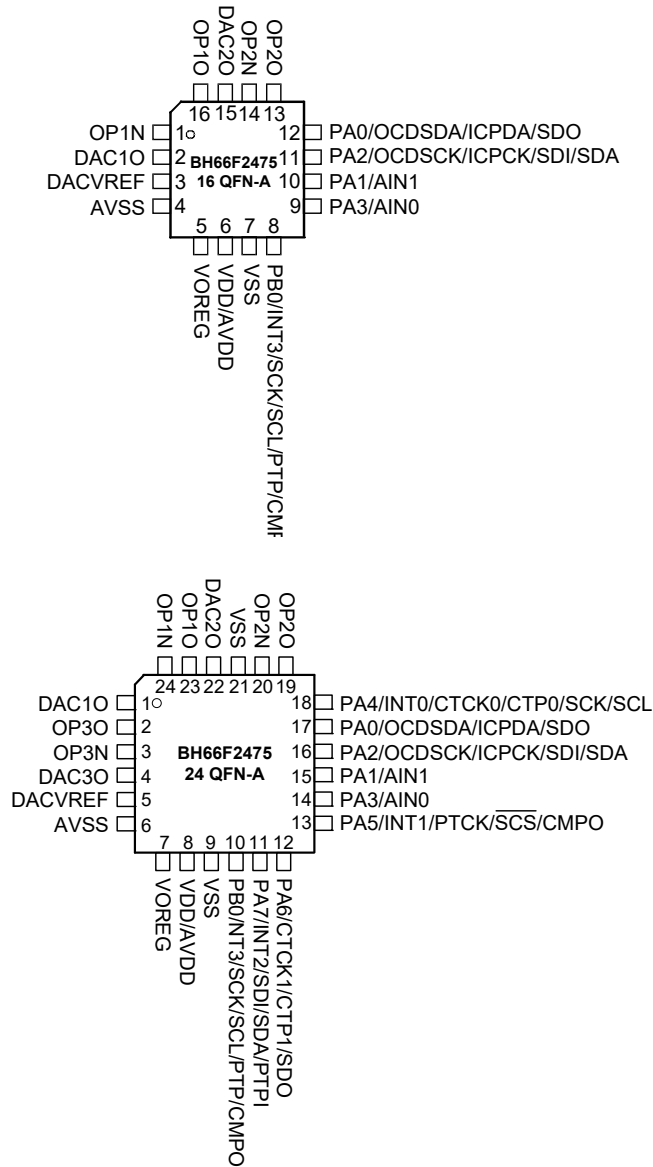 OP1O
DAC2O
OP2N
OP2O
16 15 14 13
OP1N 1 12 PA0/OCDSDA/ICPDA/SDO
DAC1O 2 BH66F2475 11 PA2/OCDSCK/ICPCK/SDI/SDA
DACVREF 3 16 QFN-A 10 PA1/AIN1
AVSS 4 9 PA3/AIN0
5 6 7 8
VOREG
VDD/AVDD
VSS
PB0/INT3/SCK/SCL/PTP/CM
OP1N
OP1O
DAC2O
VSS
OP2N
OP2O
24 23 22 21 20 19
DAC1O 1 18 PA4/INT0/CTCK0/CTP0/SCK/SCL
OP3O 2 17 PA0/OCDSDA/ICPDA/SDO
OP3N 3 BH66F2475 16 PA2/OCDSCK/ICPCK/SDI/SDA
DAC3O 4 24 QFN-A 15 PA1/AIN1
DACVREF 5 14 PA3/AIN0
AVSS 6 13 PA5/INT1/PTCK/SCS/CMPO
7 8 9 10 11 12
VOREG
VDD/AVDD
VSS
PB0/NT3/SCK/SCL/PTP/CMPO
PA7/INT2/SDI/SDA/PTPI
PA6/CTCK1/CTP1/SDO